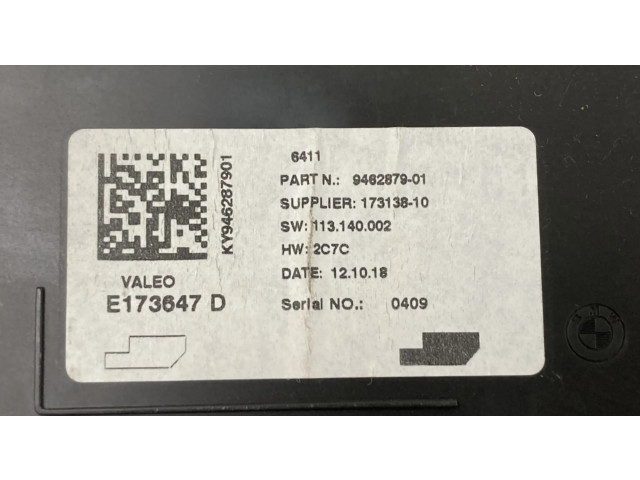 6411
PART N.: 9462879-01
SUPPLIER: 173138-10
SW: 113.140.002
HW: 2C7C
DATE: 12.10.18
Serial NO.: 0409
KY946287901
VALEO
E173647 D
BMW